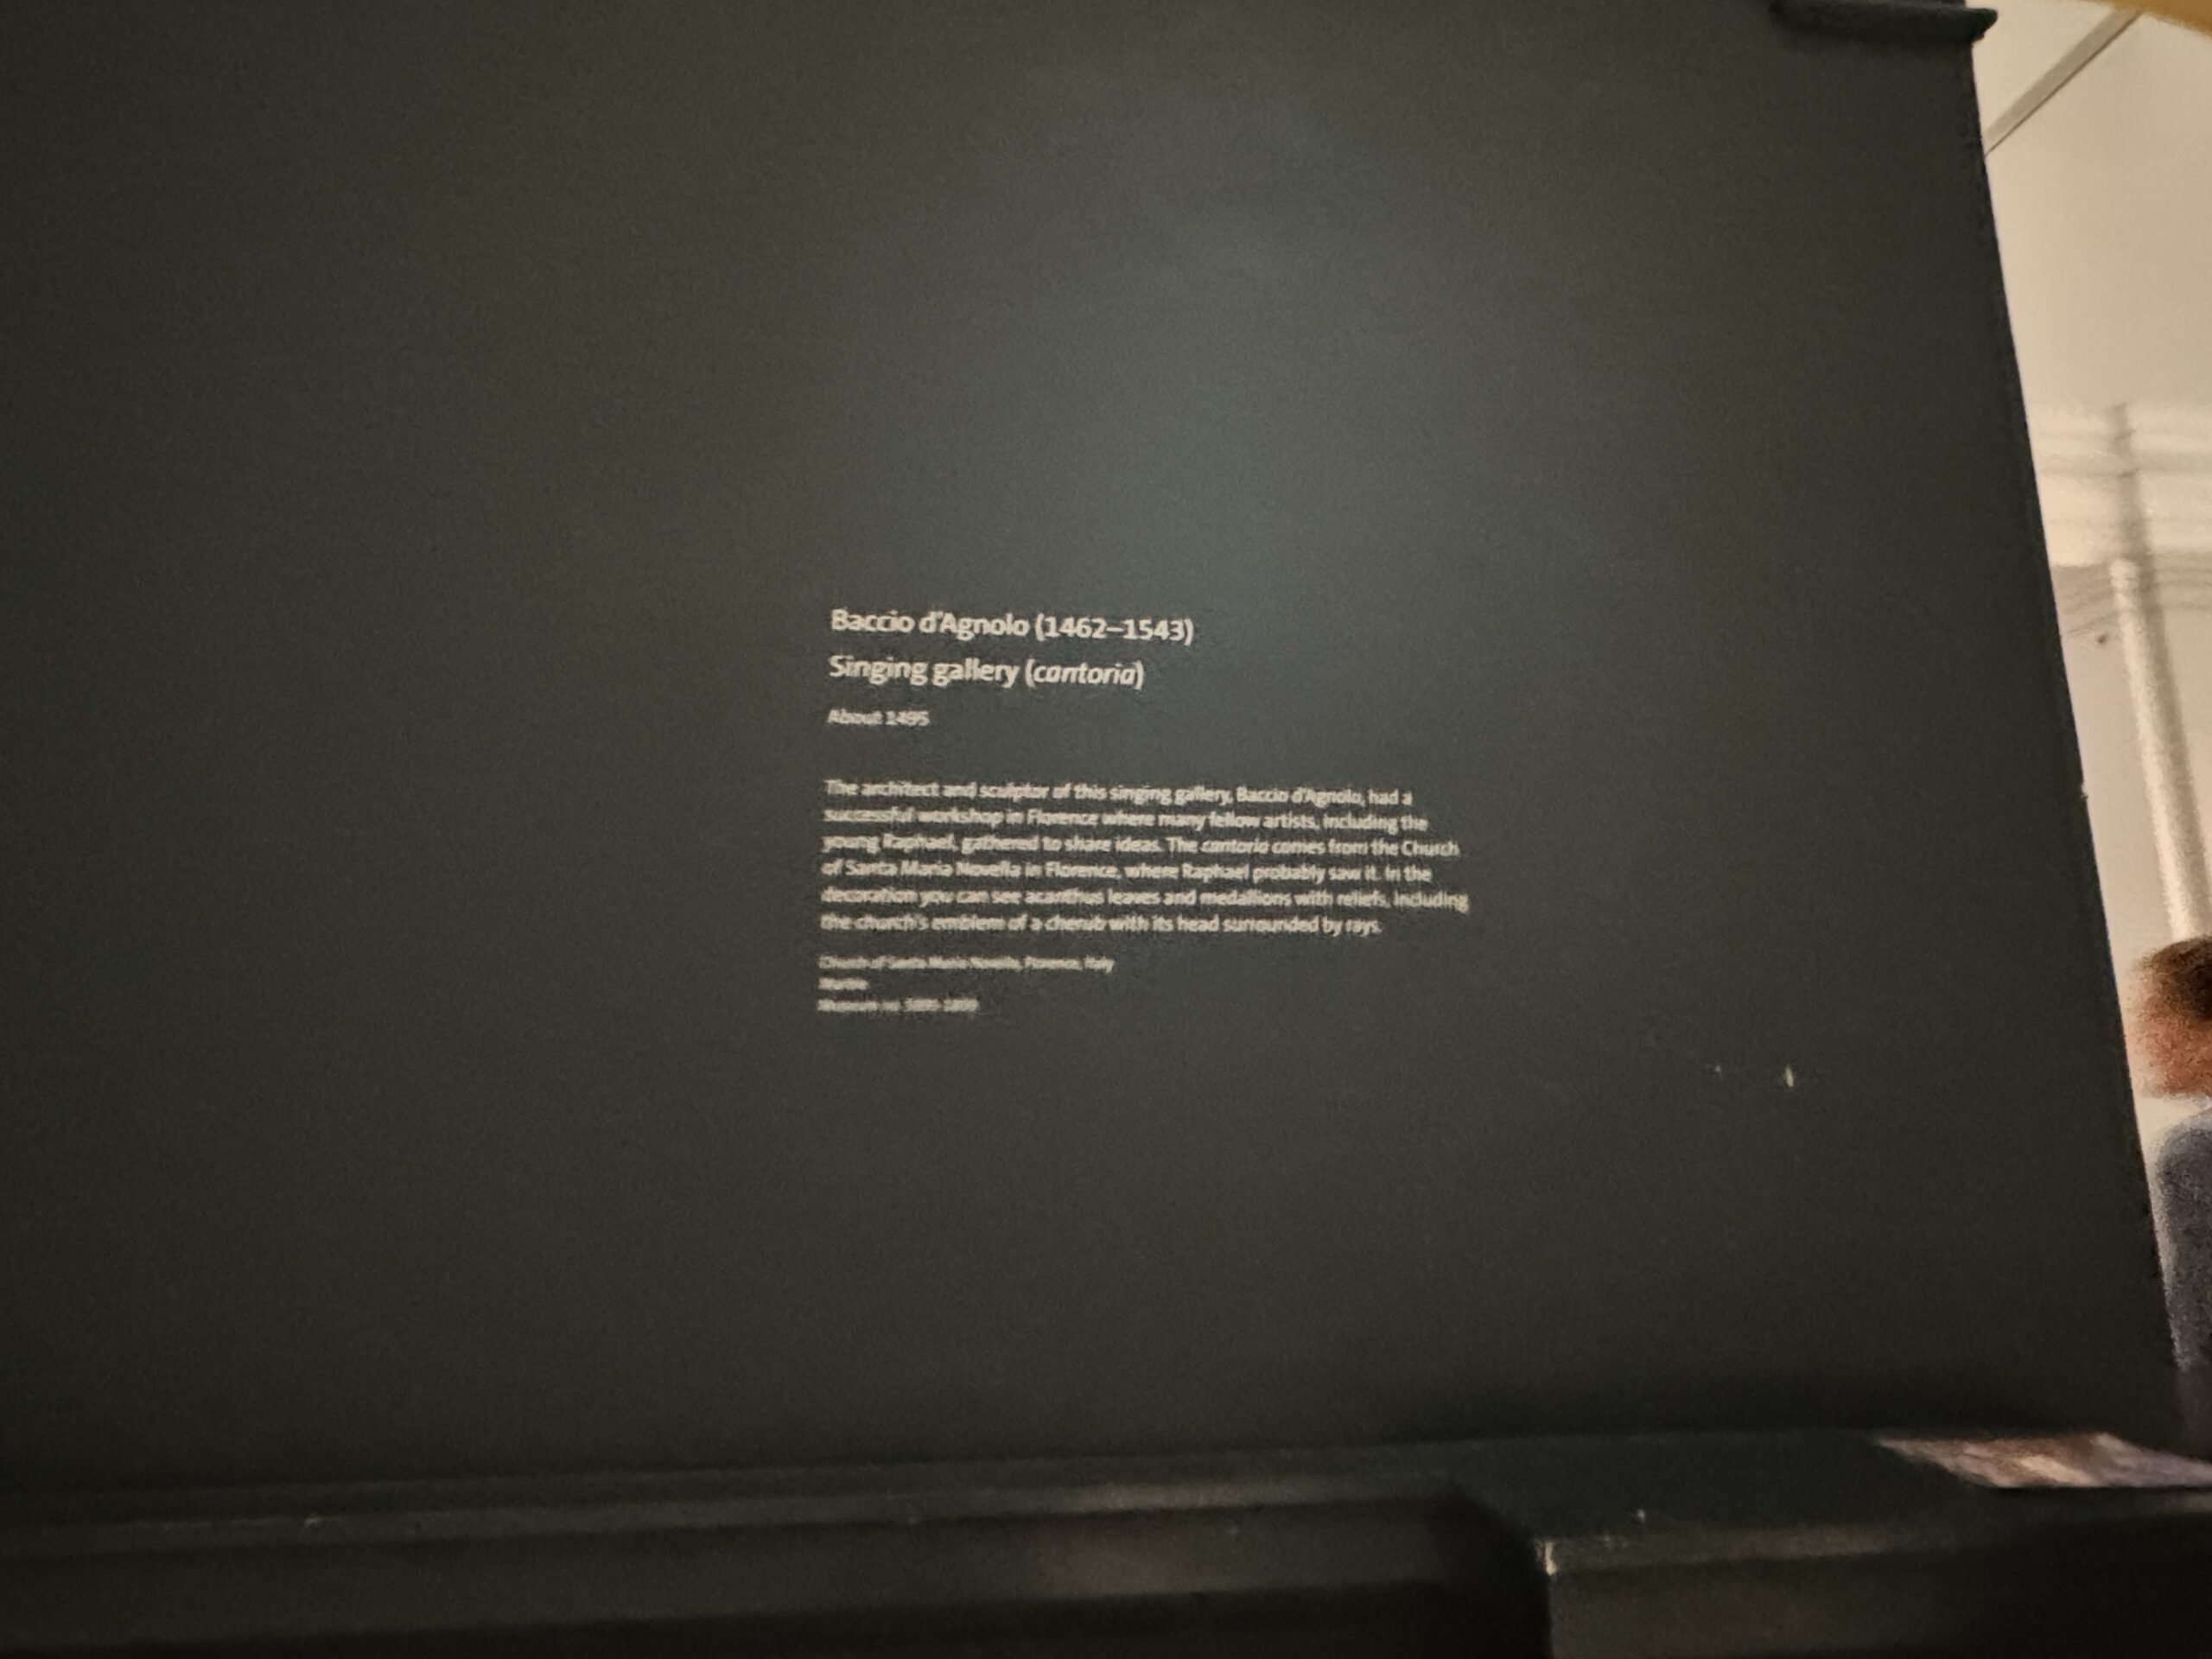 Baccio d'Agnolo (1462–1543)
Singing gallery (cantoria)
About 1495
The architect and sculptor of this singing gallery, Baccio d'Agnolo, had a
successful workshop in Florence where many fellow artists, including the
young Raphael, gathered to share ideas. The cantoria comes from the Church
of Santa Maria Novella in Florence, where Raphael probably saw it. In the
decoration you can see acanthus leaves and medallions with reliefs, including
the church's emblem of a cherub with its head surrounded by rays.
Church of Santa Maria Novella, Florence, Italy
Marble
Museum no.